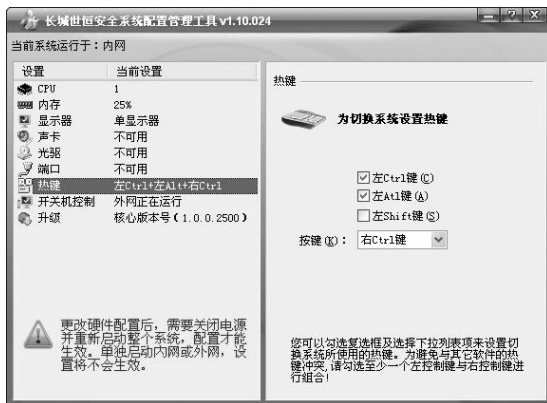 长城世恒安全系统配置管理工具 v1.10.024
当前系统运行于：内网
设置 当前设置
CPU 1
内存 25%
显示器 单显示器
声卡 不可用
光驱 不可用
端口 不可用
热键 左Ctrl+左Alt+右Ctrl
开关机控制 外网正在运行
升级 核心版本号（1.0.0.2500）
更改硬件配置后，需要关闭电源
并重新启动整个系统，配置才能
生效。单独启动内网或外网，设
置将不会生效。
热键
为切换系统设置热键
左Ctrl键(C)
左Atl键(A)
左Shift键(S)
按键(K)： 右Ctrl键
您可以勾选复选框及选择下拉列表项来设置切
换系统所使用的热键。为避免与其它软件的热
键冲突,请勾选至少一个左控制键与右控制键进
行组合!